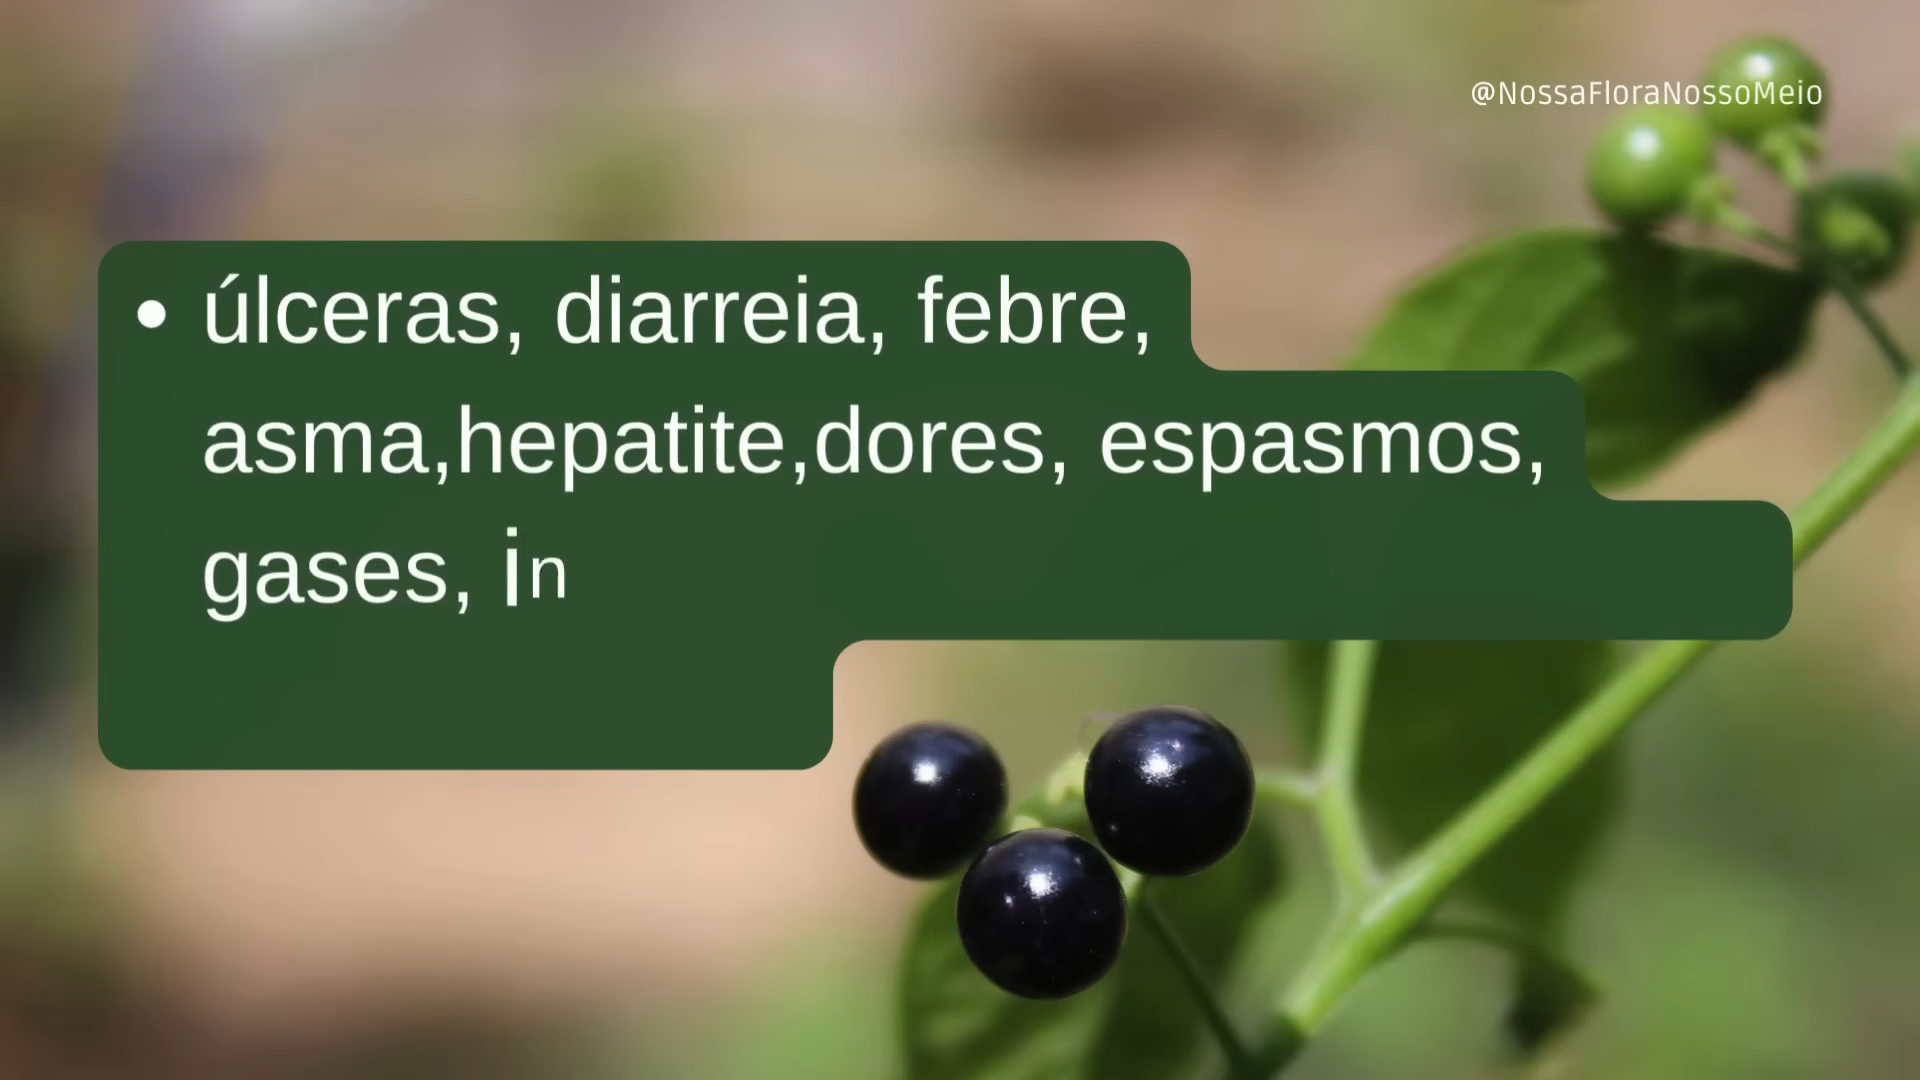 @NossaFloraNossoMeio
• úlceras, diarreia, febre,
asma,hepatite,dores, espasmos,
gases, in